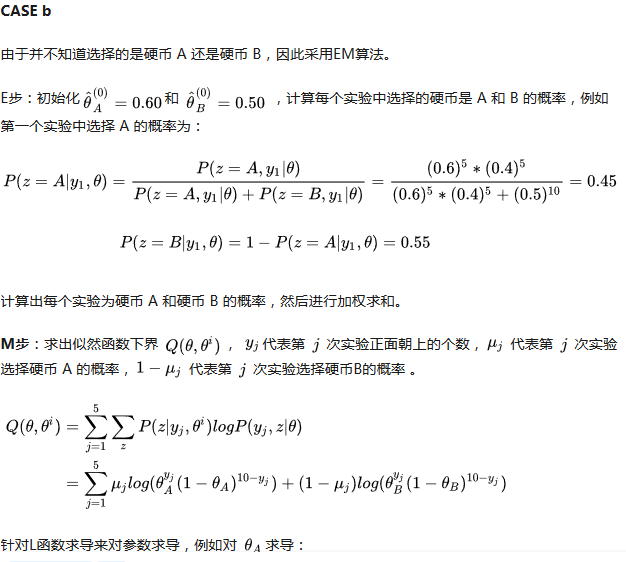 CASE b
由于并不知道选择的是硬币 A 还是硬币 B，因此采用EM算法。
E步：初始化 $\hat{\theta}_A^{(0)} = 0.60$ 和 $\hat{\theta}_B^{(0)} = 0.50$ ，计算每个实验中选择的硬币是 A 和 B 的概率，例如
第一个实验中选择 A 的概率为：
$P(z = A|y_1, \theta) = \frac{P(z = A, y_1|\theta)}{P(z = A, y_1|\theta) + P(z = B, y_1|\theta)} = \frac{(0.6)^5 * (0.4)^5}{(0.6)^5 * (0.4)^5 + (0.5)^{10}} = 0.45$
$P(z = B|y_1, \theta) = 1 - P(z = A|y_1, \theta) = 0.55$
计算出每个实验为硬币 A 和硬币 B 的概率，然后进行加权求和。
M步：求出似然函数下界 $Q(\theta, \theta^i)$ ， $y_j$ 代表第 $j$ 次实验正面朝上的个数， $\mu_j$ 代表第 $j$ 次实验
选择硬币 A 的概率， $1 - \mu_j$ 代表第 $j$ 次实验选择硬币B的概率 。
$Q(\theta, \theta^i) = \sum_{j=1}^{5} \sum_{z} P(z|y_j, \theta^i) log P(y_j, z|\theta)$
$= \sum_{j=1}^{5} \mu_j log(\theta_A^{y_j} (1 - \theta_A)^{10-y_j}) + (1 - \mu_j) log(\theta_B^{y_j} (1 - \theta_B)^{10-y_j})$
针对L函数求导来对参数求导，例如对 $\theta_A$ 求导：